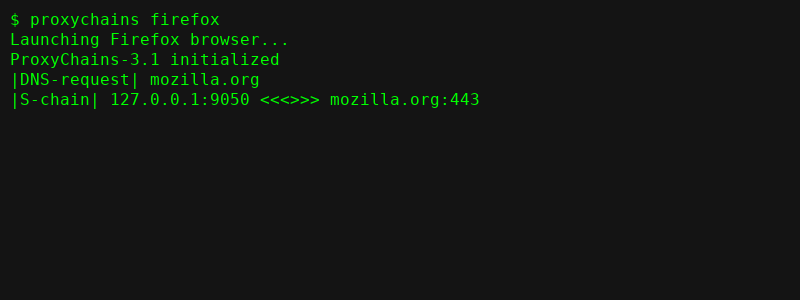 $ proxychains firefox
Launching Firefox browser...
ProxyChains-3.1 initialized
|DNS-request| mozilla.org
|S-chain| 127.0.0.1:9050 <<<>>> mozilla.org:443